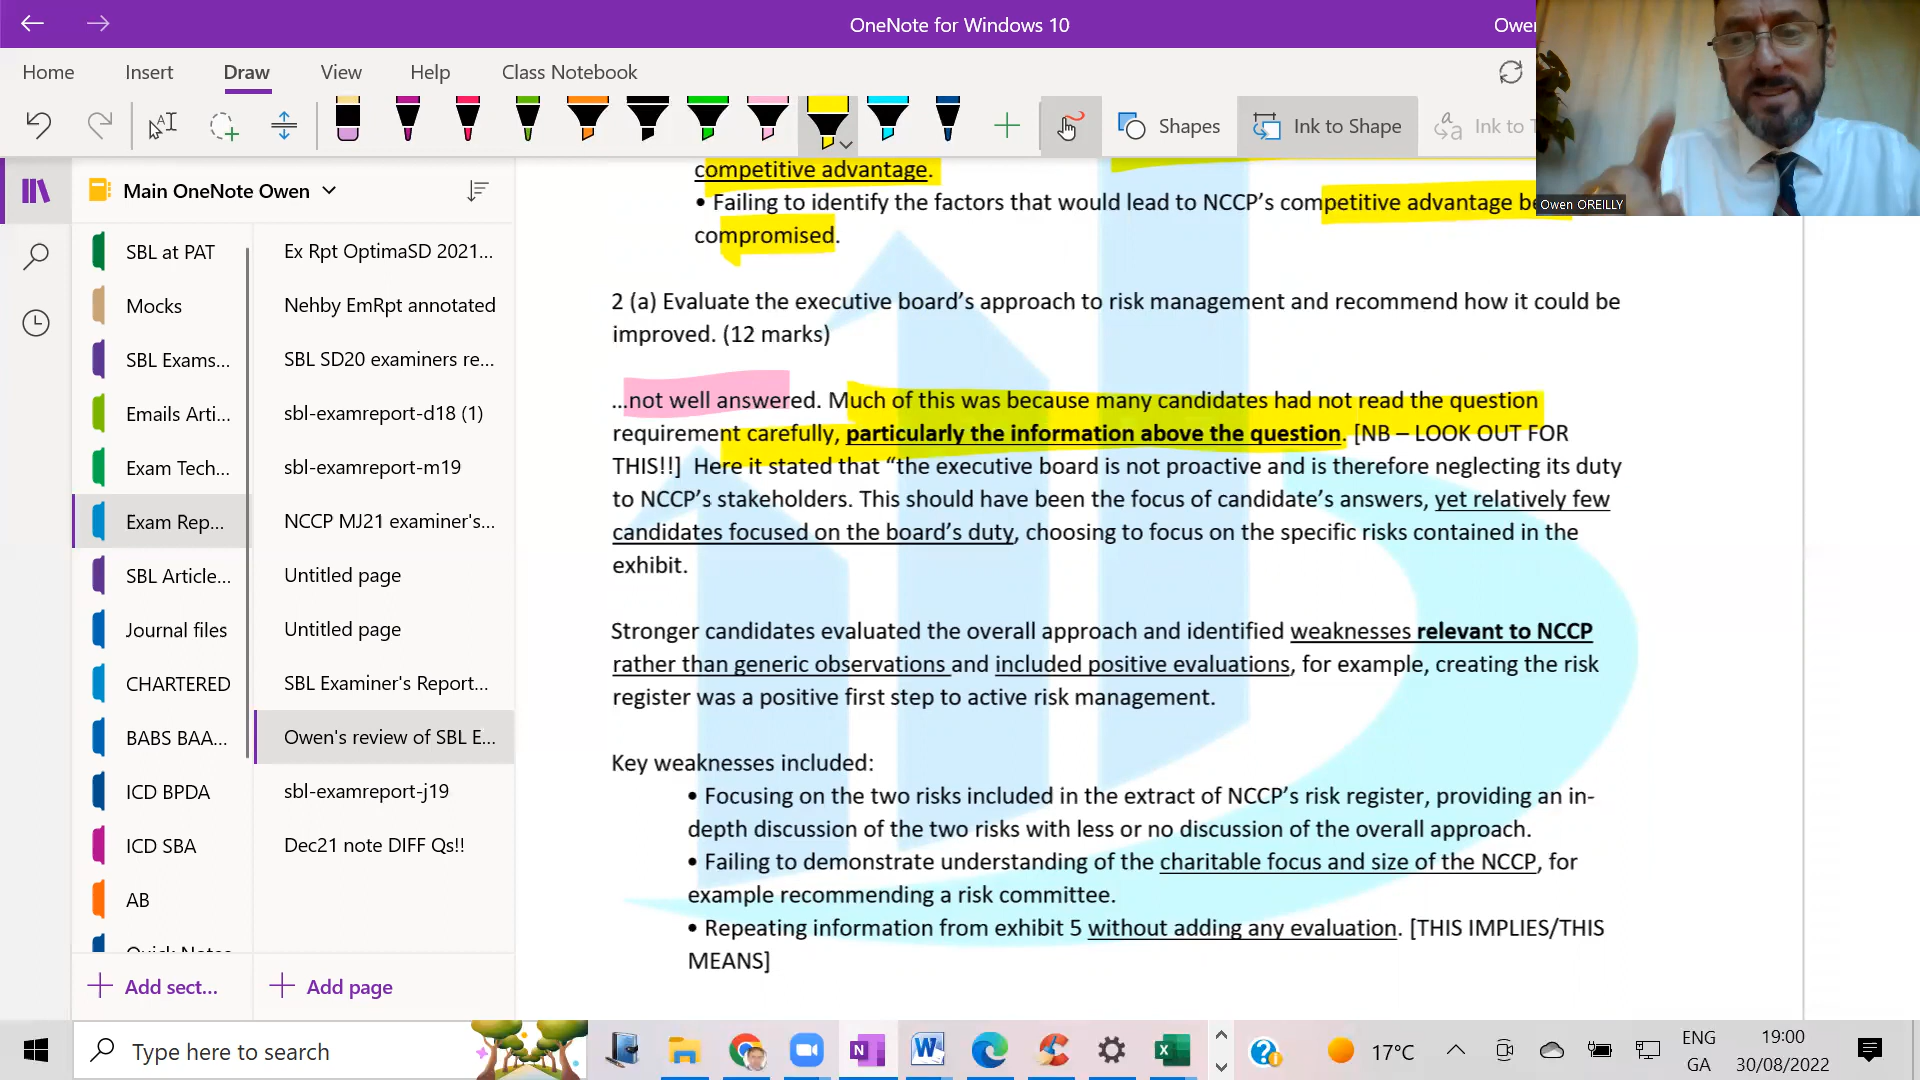 OneNote for Windows 10
Owen
Home
Insert
Draw
View
Help
Class Notebook
Shapes
Ink to Shape
Ink to
Owen OREILLY
Main OneNote Owen
SBL at PAT
Mocks
SBL Exams...
Emails Arti...
Exam Tech...
Exam Rep...
SBL Article...
Journal files
CHARTERED
BABS BAA...
ICD BPDA
ICD SBA
AB
Quick Notes
Add sect...
Ex Rpt OptimaSD 2021...
Nehby EmRpt annotated
SBL SD20 examiners re...
sbl-examreport-d18 (1)
sbl-examreport-m19
NCCP MJ21 examiner's...
Untitled page
Untitled page
SBL Examiner's Report...
Owen's review of SBL E...
sbl-examreport-j19
Dec21 note DIFF Qs!!
Add page
competitive advantage.
• Failing to identify the factors that would lead to NCCP’s competitive advantage be
compromised.
2 (a) Evaluate the executive board’s approach to risk management and recommend how it could be
improved. (12 marks)
…not well answered. Much of this was because many candidates had not read the question
requirement carefully, particularly the information above the question. [NB – LOOK OUT FOR
THIS!!] Here it stated that “the executive board is not proactive and is therefore neglecting its duty
to NCCP’s stakeholders. This should have been the focus of candidate’s answers, yet relatively few
candidates focused on the board’s duty, choosing to focus on the specific risks contained in the
exhibit.
Stronger candidates evaluated the overall approach and identified weaknesses relevant to NCCP
rather than generic observations and included positive evaluations, for example, creating the risk
register was a positive first step to active risk management.
Key weaknesses included:
• Focusing on the two risks included in the extract of NCCP’s risk register, providing an in-
depth discussion of the two risks with less or no discussion of the overall approach.
• Failing to demonstrate understanding of the charitable focus and size of the NCCP, for
example recommending a risk committee.
• Repeating information from exhibit 5 without adding any evaluation. [THIS IMPLIES/THIS
MEANS]
Type here to search
17°C
ENG
GA
19:00
30/08/2022